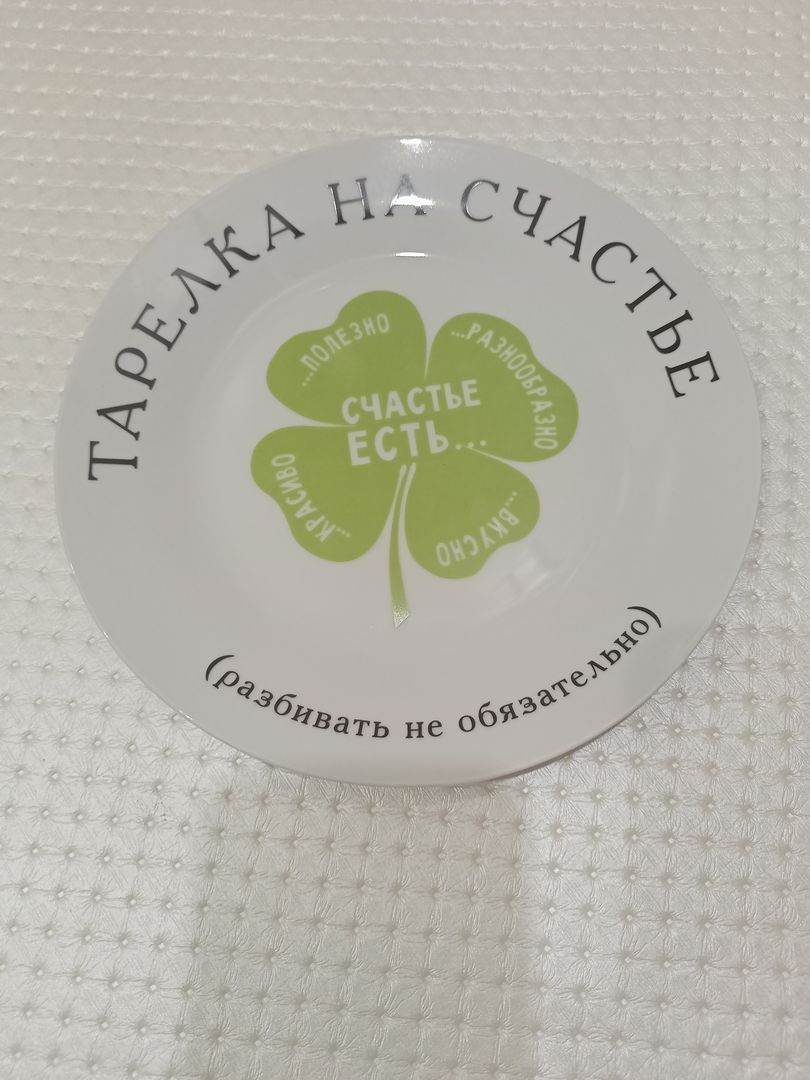 ТАРЕЛКА НА СЧАСТЬЕ
...ПОЛЕЗНО
...РАЗНООБРАЗНО
СЧАСТЬЕ
ЕСТЬ...
...КРАСИВО
...ВКУСНО
(разбивать не обязательно)